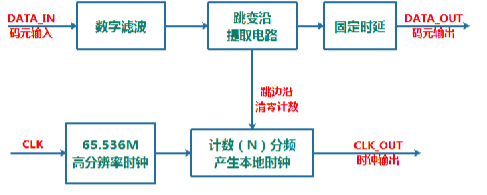 DATA_IN
码元输入
数字滤波
跳变沿
提取电路
固定时延
DATA_OUT
码元输出
跳边沿
清零计数
CLK
65.536M
高分辨率时钟
计数（N）分频
产生本地时钟
CLK_OUT
时钟输出